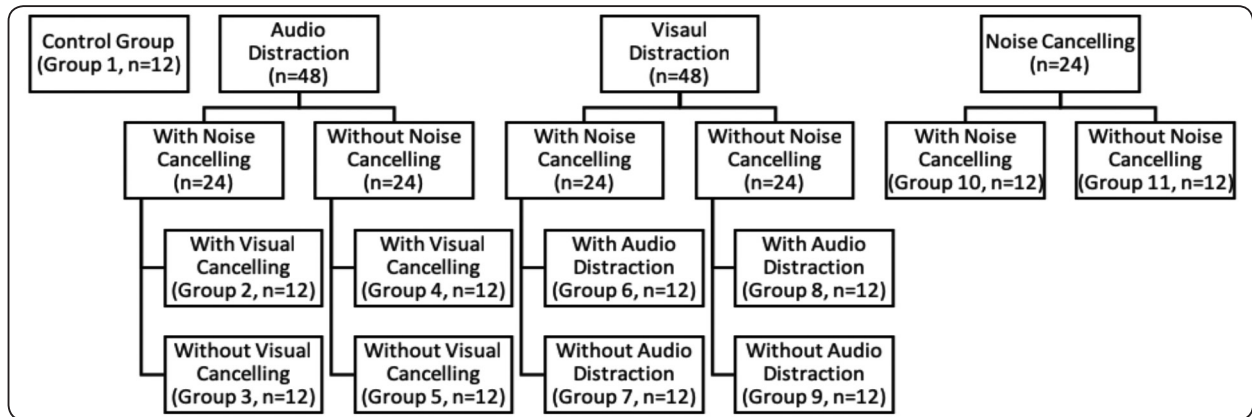 Control Group
(Group 1, n=12)
Audio
Distraction
(n=48)
Visaul
Distraction
(n=48)
Noise Cancelling
(n=24)
With Noise
Cancelling
(n=24)
Without Noise
Cancelling
(n=24)
With Noise
Cancelling
(n=24)
Without Noise
Cancelling
(n=24)
With Noise
Cancelling
(Group 10, n=12)
Without Noise
Cancelling
(Group 11, n=12)
With Visual
Cancelling
(Group 2, n=12)
With Visual
Cancelling
(Group 4, n=12)
With Audio
Distraction
(Group 6, n=12)
With Audio
Distraction
(Group 8, n=12)
Without Visual
Cancelling
(Group 3, n=12)
Without Visual
Cancelling
(Group 5, n=12)
Without Audio
Distraction
(Group 7, n=12)
Without Audio
Distraction
(Group 9, n=12)